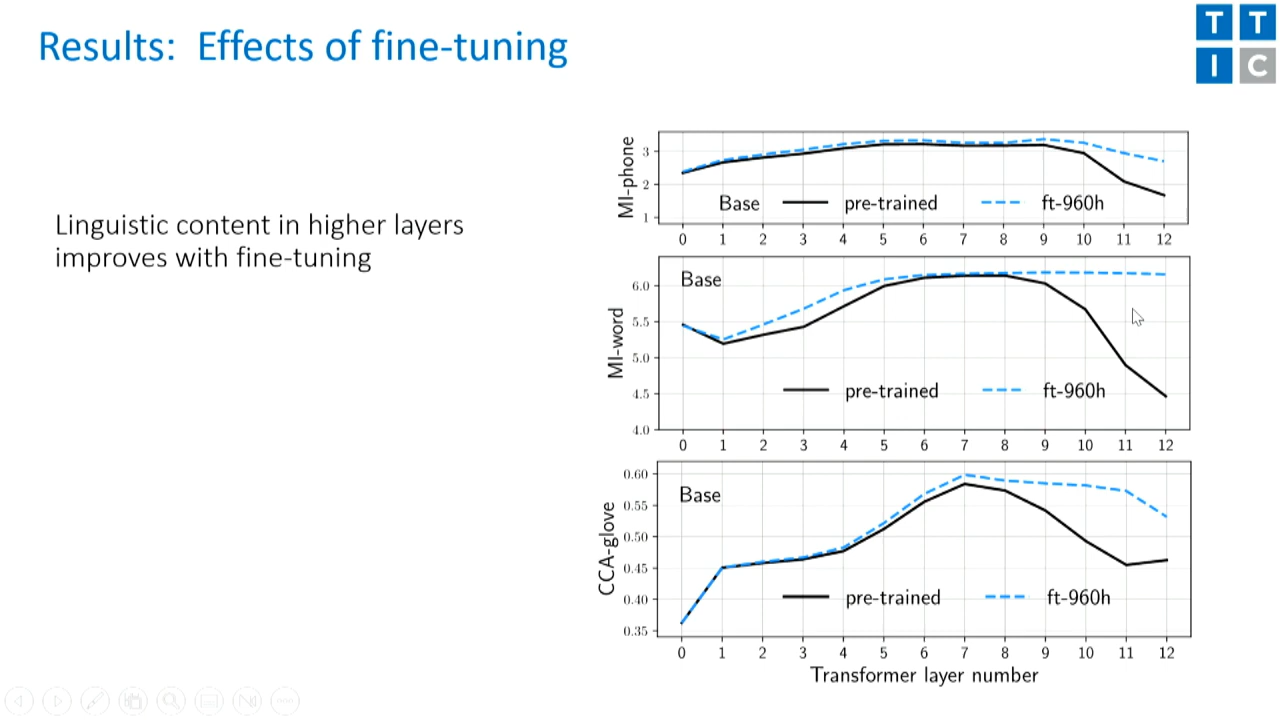 Results: Effects of fine-tuning
T T
I C
Linguistic content in higher layers
improves with fine-tuning
MI-phone
3
2
1
Base pre-trained ft-960h
0 1 2 3 4 5 6 7 8 9 10 11 12
MI-word
6.0
5.5
5.0
4.5
4.0
Base
pre-trained ft-960h
0 1 2 3 4 5 6 7 8 9 10 11 12
CCA-glove
0.60
0.55
0.50
0.45
0.40
0.35
Base
pre-trained ft-960h
0 1 2 3 4 5 6 7 8 9 10 11 12
Transformer layer number